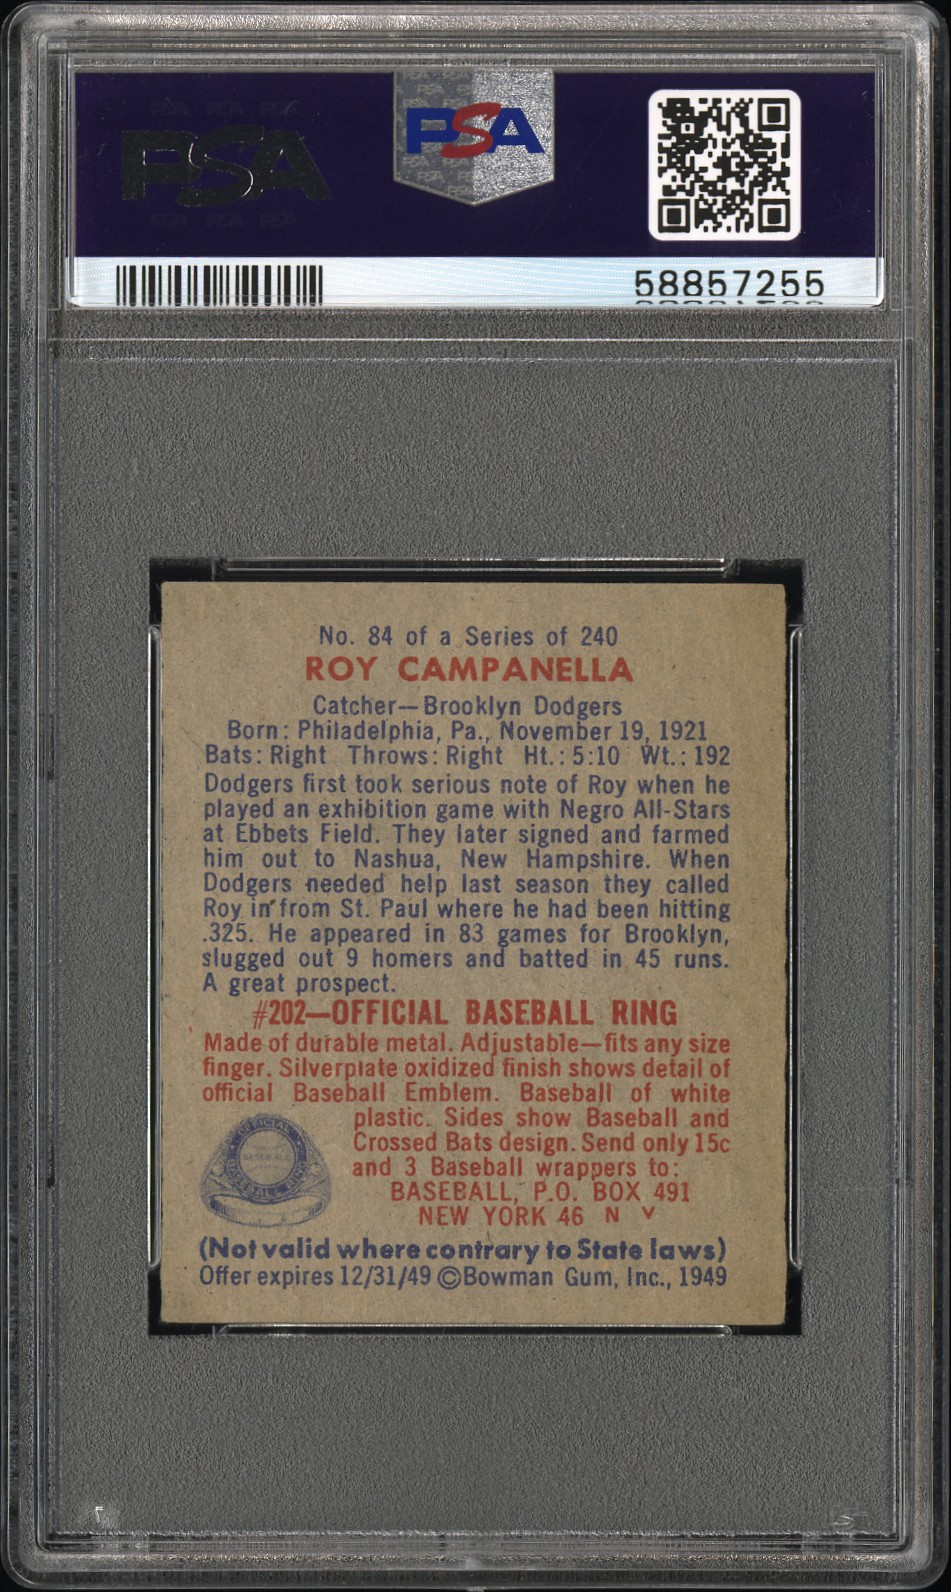 PSA
PSA
58857255
No. 84 of a Series of 240
ROY CAMPANELLA
Catcher—Brooklyn Dodgers
Born: Philadelphia, Pa., November 19, 1921
Bats: Right Throws: Right Ht.: 5:10 Wt.: 192
Dodgers first took serious note of Roy when he
played an exhibition game with Negro All-Stars
at Ebbets Field. They later signed and farmed
him out to Nashua, New Hampshire. When
Dodgers needed help last season they called
Roy in from St. Paul where he had been hitting
.325. He appeared in 83 games for Brooklyn,
slugged out 9 homers and batted in 45 runs.
A great prospect.
#202—OFFICIAL BASEBALL RING
Made of durable metal. Adjustable—fits any size
finger. Silverplate oxidized finish shows detail of
official Baseball Emblem. Baseball of white
plastic. Sides show Baseball and
Crossed Bats design. Send only 15c
and 3 Baseball wrappers to:
BASEBALL, P.O. BOX 491
NEW YORK 46 N Y
OFFICIAL
BASEBALL RING
(Not valid where contrary to State laws)
Offer expires 12/31/49 ©Bowman Gum, Inc., 1949